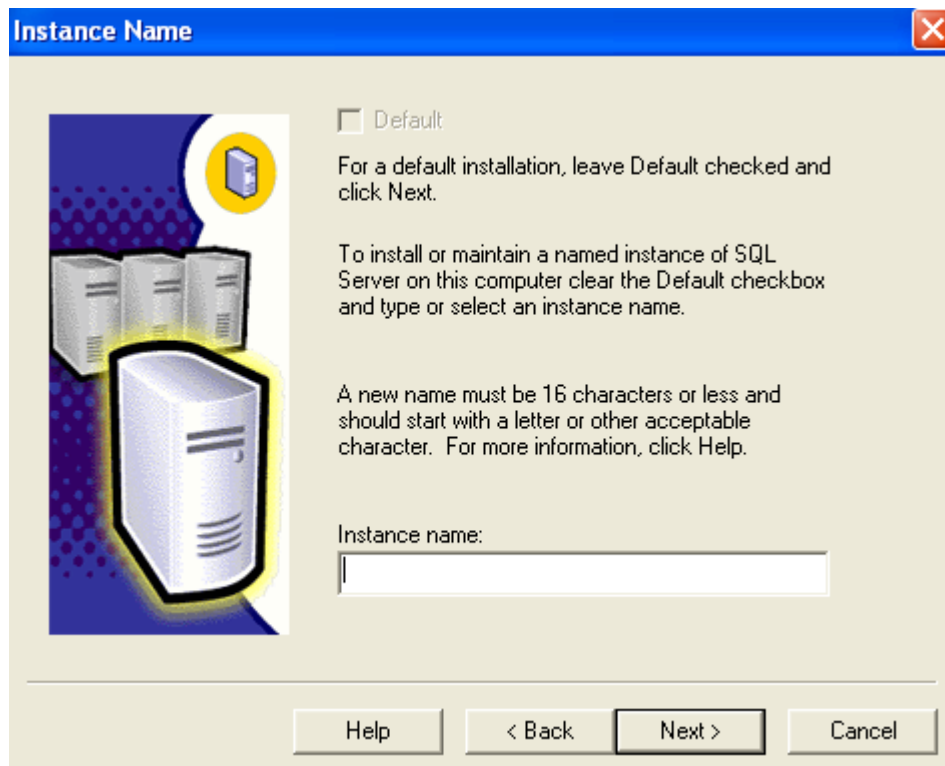 Instance Name
Default
For a default installation, leave Default checked and
click Next.
To install or maintain a named instance of SQL
Server on this computer clear the Default checkbox
and type or select an instance name.
A new name must be 16 characters or less and
should start with a letter or other acceptable
character.  For more information, click Help.
Instance name:
Help
< Back
Next >
Cancel